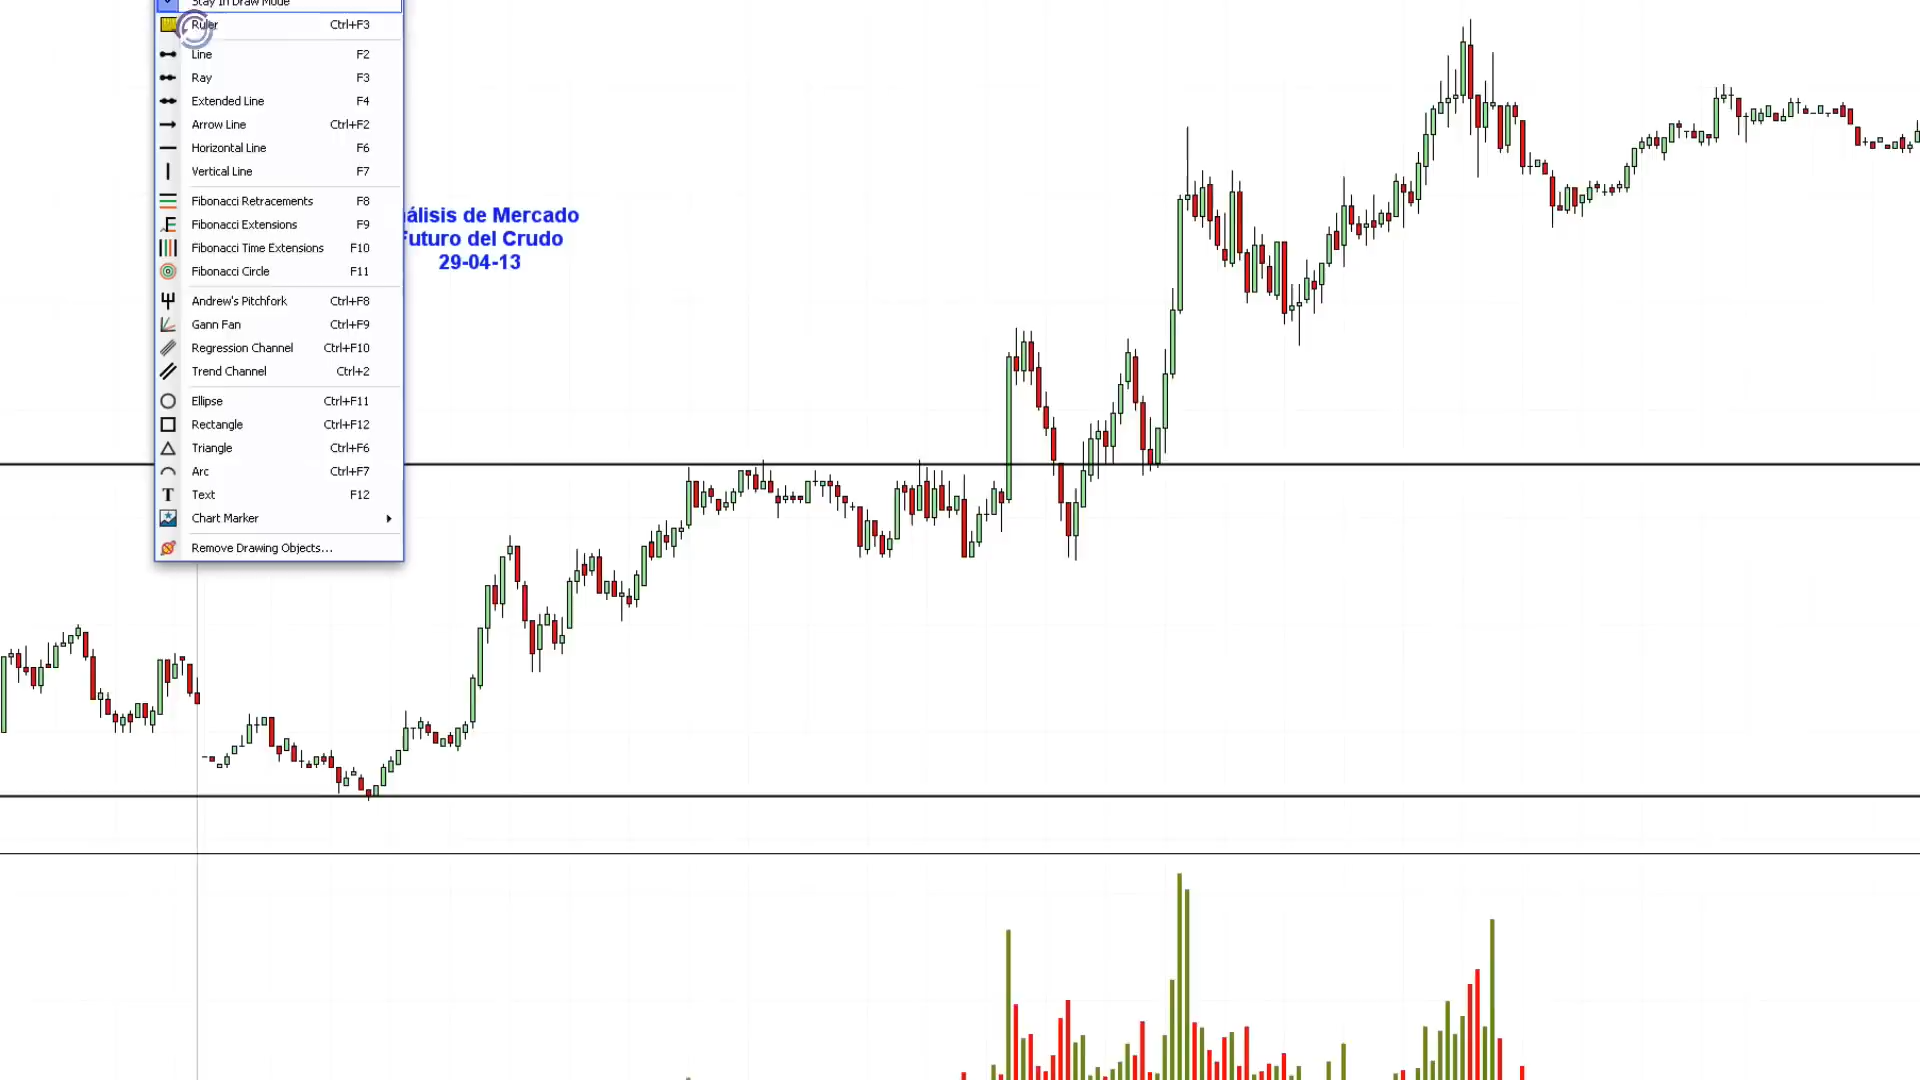 Stay In Draw Mode
Ruler Ctrl+F3
Line F2
Ray F3
Extended Line F4
Arrow Line Ctrl+F2
Horizontal Line F6
Vertical Line F7
Fibonacci Retracements F8
Fibonacci Extensions F9
Fibonacci Time Extensions F10
Fibonacci Circle F11
Andrew's Pitchfork Ctrl+F8
Gann Fan Ctrl+F9
Regression Channel Ctrl+F10
Trend Channel Ctrl+2
Ellipse Ctrl+F11
Rectangle Ctrl+F12
Triangle Ctrl+F6
Arc Ctrl+F7
Text F12
Chart Marker
Remove Drawing Objects...
álisis de Mercado
Futuro del Crudo
29-04-13